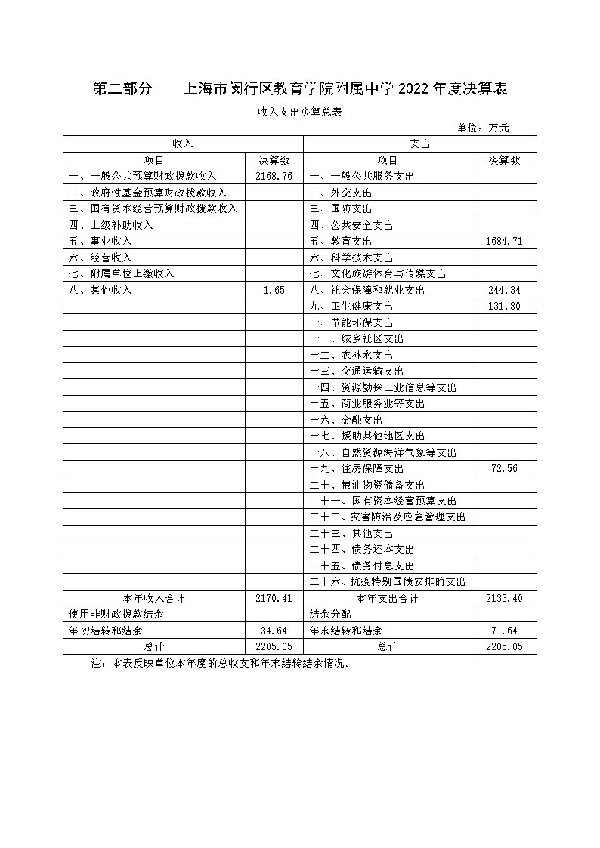 第二部分 上海市闵行区教育学院附属中学2022年度决算表
收入支出决算总表
单位：万元
收入 支出
项目 决算数 项目 决算数
一、一般公共预算财政拨款收入 2168.76 一、一般公共服务支出
二、政府性基金预算财政拨款收入 二、外交支出
三、国有资本经营预算财政拨款收入 三、国防支出
四、上级补助收入 四、公共安全支出
五、事业收入 五、教育支出 1684.71
六、经营收入 六、科学技术支出
七、附属单位上缴收入 七、文化旅游体育与传媒支出
八、其他收入 1.65 八、社会保障和就业支出 244.34
九、卫生健康支出 131.80
十、节能环保支出
十一、城乡社区支出
十二、农林水支出
十三、交通运输支出
十四、资源勘探工业信息等支出
十五、商业服务业等支出
十六、金融支出
十七、援助其他地区支出
十八、自然资源海洋气象等支出
十九、住房保障支出 72.56
二十、粮油物资储备支出
二十一、国有资本经营预算支出
二十二、灾害防治及应急管理支出
二十三、其他支出
二十四、债务还本支出
二十五、债务付息支出
二十六、抗疫特别国债安排的支出
本年收入合计 2170.41 本年支出合计 2133.40
使用非财政拨款结余 结余分配
年初结转和结余 34.64 年末结转和结余 71.64
总计 2205.05 总计 2205.05
注：本表反映单位本年度的总收支和年末结转结余情况。